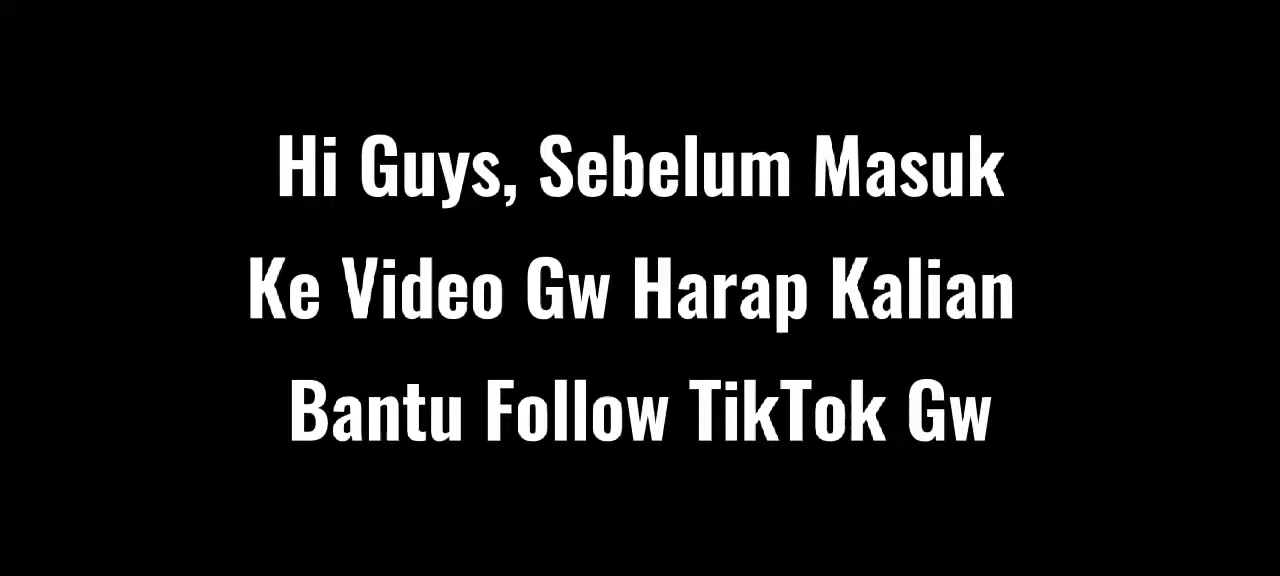 Hi Guys, Sebelum Masuk
Ke Video Gw Harap Kalian
Bantu Follow TikTok Gw